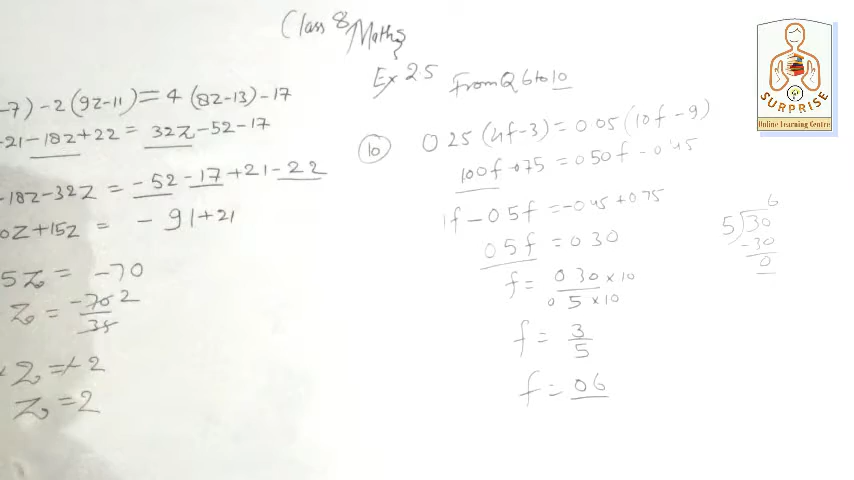 Class 8 Maths
Ex 2.5 From Q 6 to 10
-7) - 2 (9Z-11) = 4 (8Z-13) - 17
-21 - 18Z + 22 = 32Z - 52 - 17
-18Z - 32Z = -52 - 17 + 21 - 22
0Z + 15Z = - 91 + 21
5Z = -70
Z = -70 2
35
Z = + 2
Z = 2
10
0.25 (4f - 3) = 0.05 (10f - 9)
1.00f - 0.75 = 0.50f - 0.45
1f - 0.5f = -0.45 + 0.75
0.5f = 0.30
f = 0.30 × 10
0.5 × 10
f = 3
5
f = 0.6
6
5) 30
-30
0
SURPRISE
Online Learning Centre